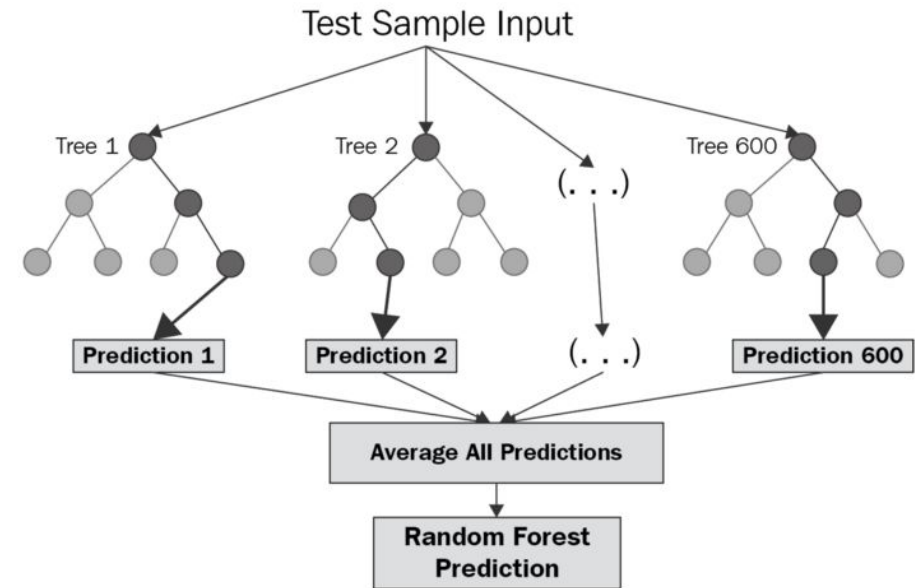 Test Sample Input
Tree 1
Tree 2
Tree 600
(. . .)
Prediction 1
Prediction 2
(. . .)
Prediction 600
Average All Predictions
Random Forest
Prediction